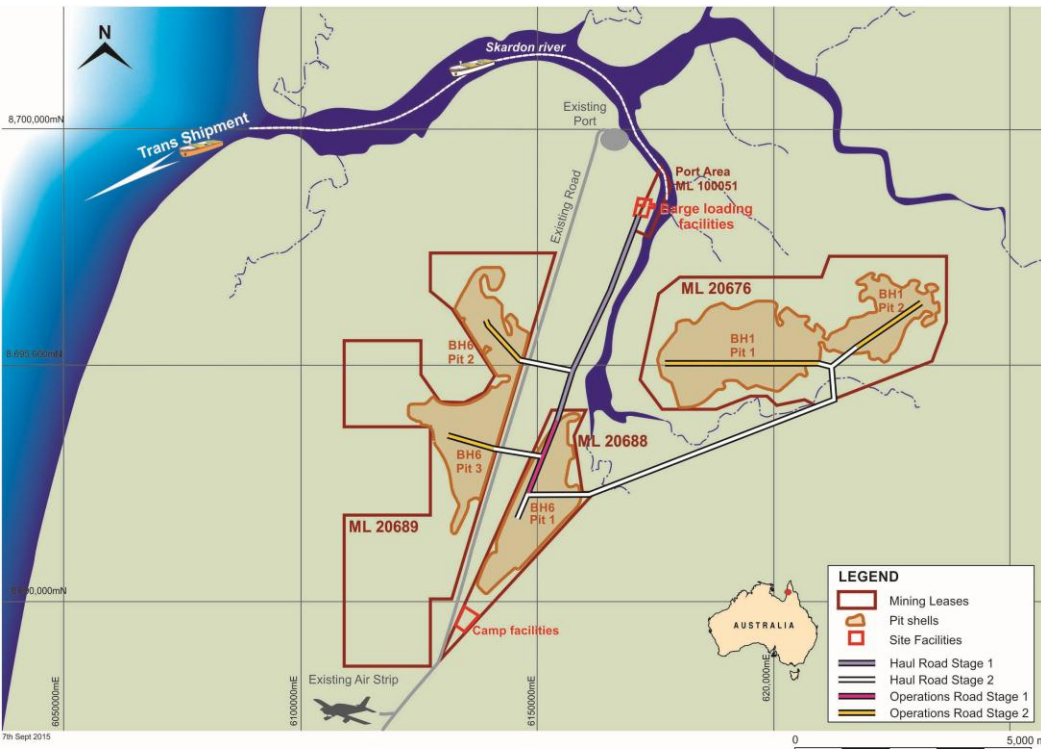 N
Skardon river
Existing
Port
8,700,000mN
Trans Shipment
Port Area
ML 100051
Barge loading
facilities
Existing Road
ML 20676
BH1
Pit 2
BH6
Pit 2
BH1
Pit 1
8,695,000mN
ML 20688
BH6
Pit 3
BH6
Pit 1
ML 20689
LEGEND
Mining Leases
Pit shells
Site Facilities
Haul Road Stage 1
Haul Road Stage 2
Operations Road Stage 1
Operations Road Stage 2
AUSTRALIA
Camp facilities
Existing Air Strip
6050000mE
6100000mE
6150000mE
620,000mE
7th Sept 2015
0
5,000 m